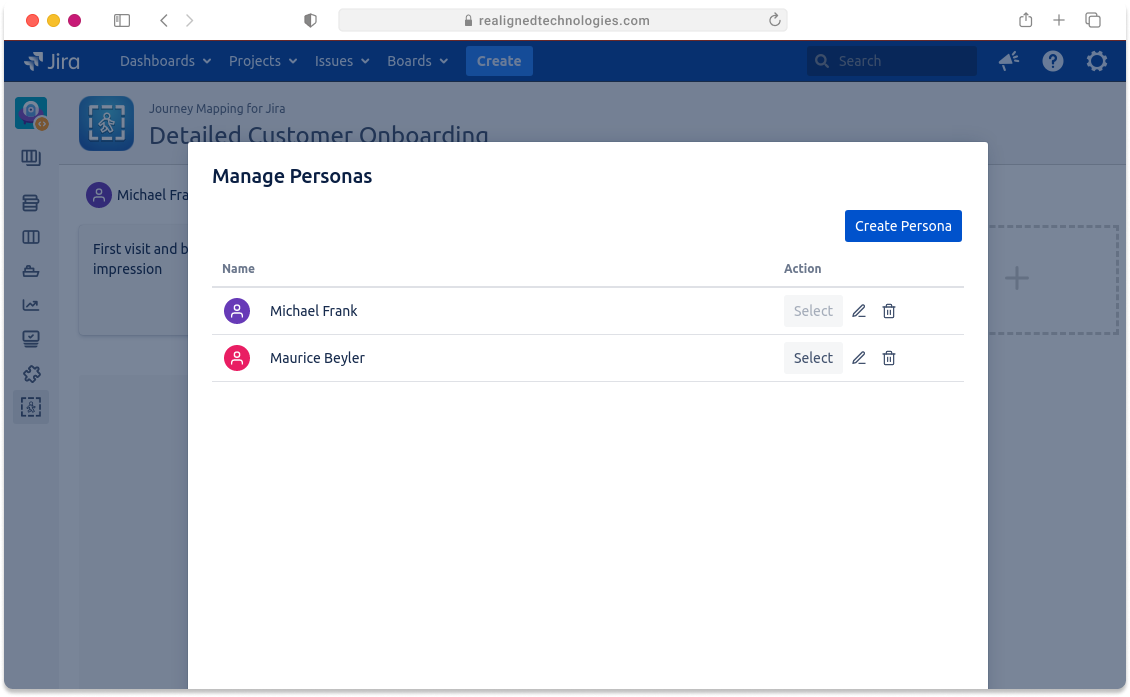 realignedtechnologies.com
Jira Dashboards Projects Issues Boards Create Search
Journey Mapping for Jira
Detailed Customer Onboarding
Manage Personas
Michael Fra
Create Persona
First visit and b
impression
Name Action
Michael Frank Select
Maurice Beyler Select